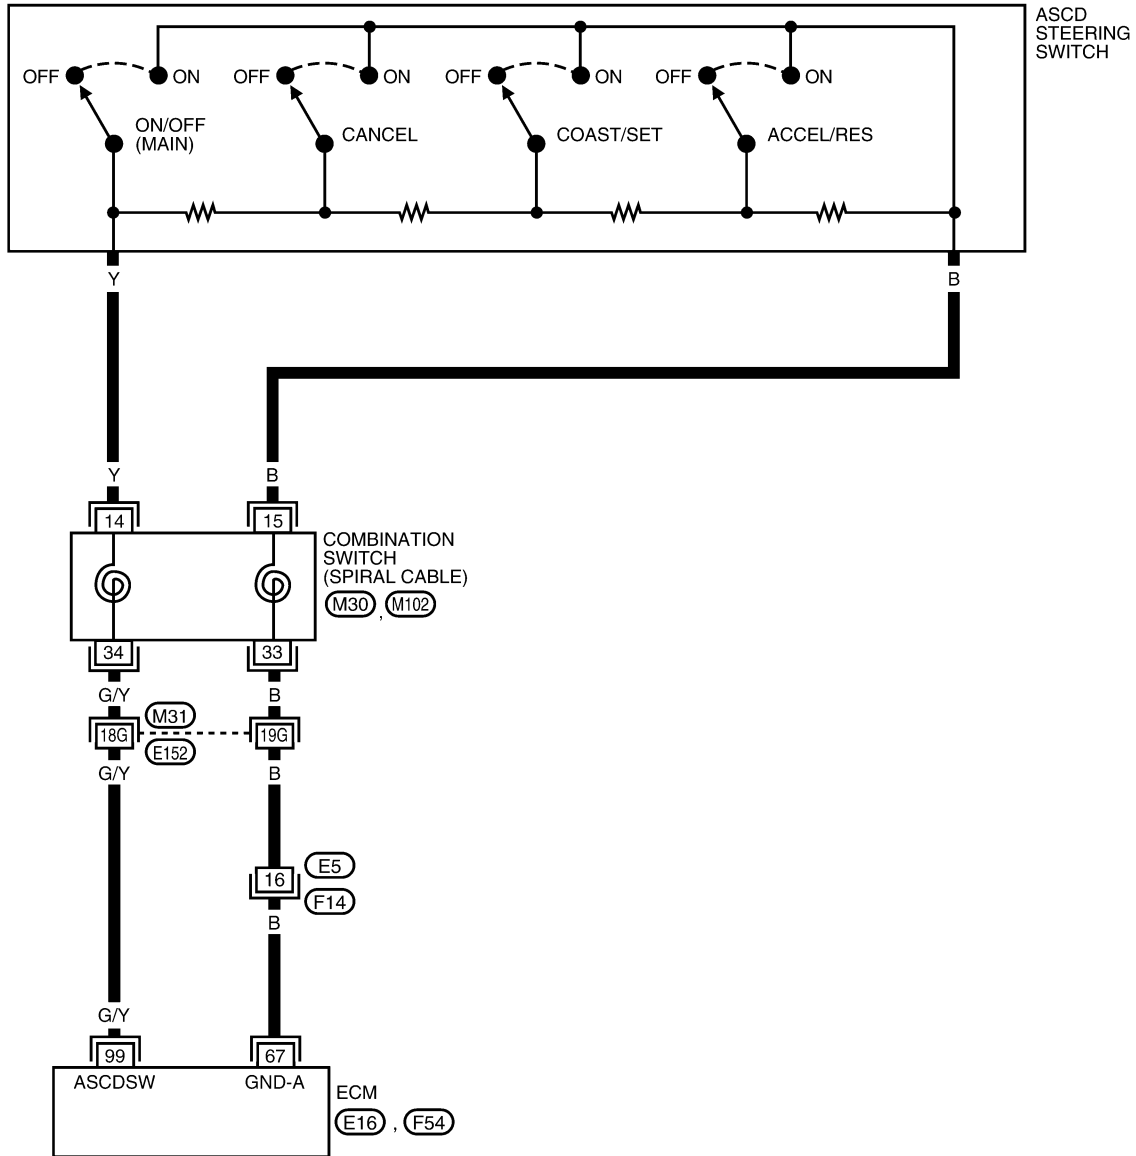 ASCD
STEERING
SWITCH
OFF ON OFF ON OFF ON OFF ON
ON/OFF
(MAIN)
CANCEL
COAST/SET
ACCEL/RES
Y B
Y B
14 15
COMBINATION
SWITCH
(SPIRAL CABLE)
M30 , M102
34 33
G/Y B
M31
18G 19G
E152
G/Y B
E5
16
F14
B
G/Y
99 67
ASCDSW GND-A
ECM
E16 , F54